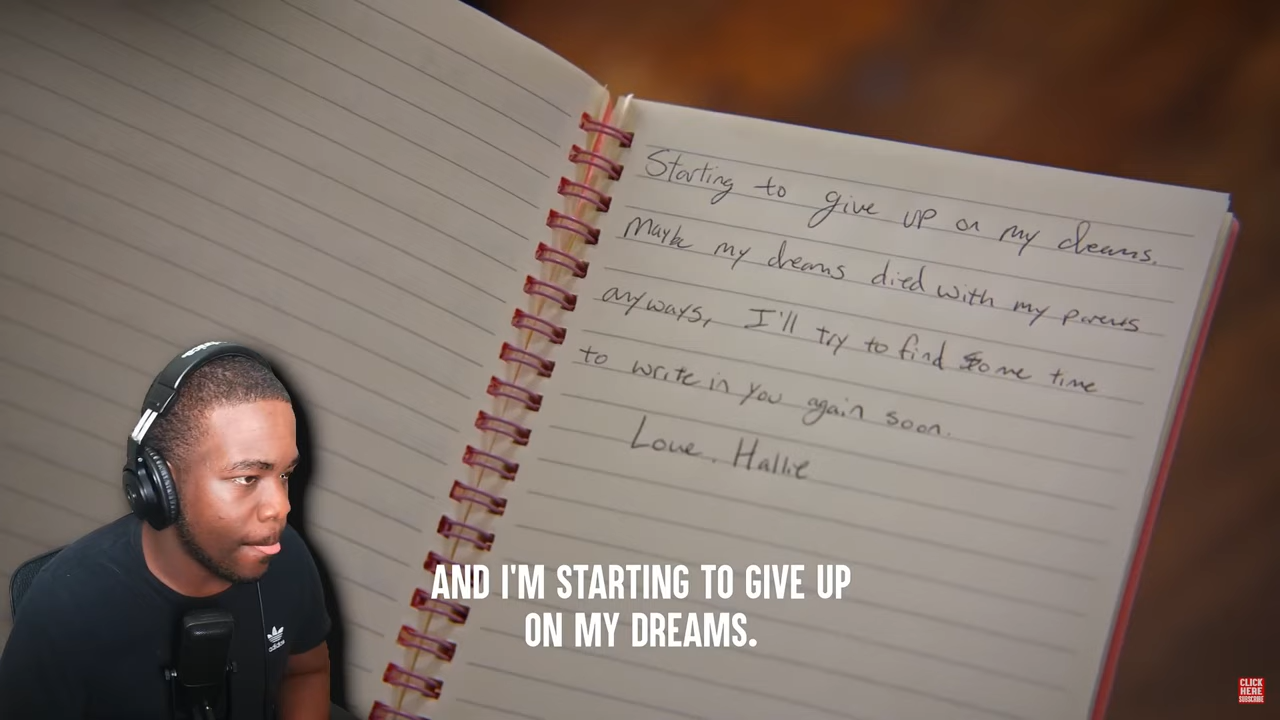 Starting to give up on my dreams.
Maybe my dreams died with my parents
anyways, I'll try to find some time
to write in you again soon.
Love, Hallie
AND I'M STARTING TO GIVE UP
ON MY DREAMS.
adidas
CLICK
HERE
SUBSCRIBE